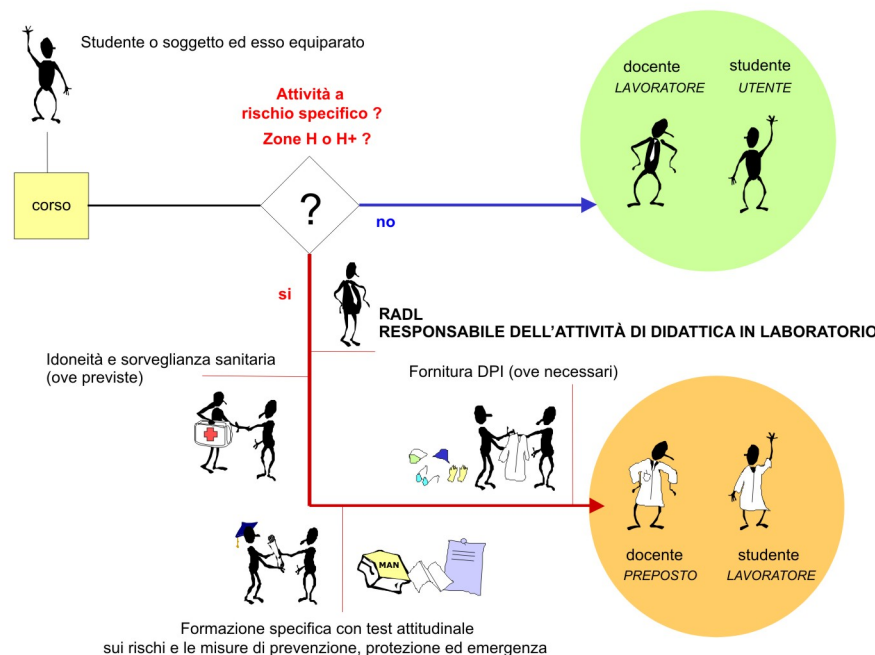 Studente o soggetto ed esso equiparato
Attività a
rischio specifico ?
Zone H o H+ ?
docente
LAVORATORE
studente
UTENTE
corso
?
no
si
RADL
RESPONSABILE DELL'ATTIVITÀ DI DIDATTICA IN LABORATORIO
Idoneità e sorveglianza sanitaria
(ove previste)
Fornitura DPI (ove necessari)
docente
PREPOSTO
studente
LAVORATORE
MAN
Formazione specifica con test attitudinale
sui rischi e le misure di prevenzione, protezione ed emergenza